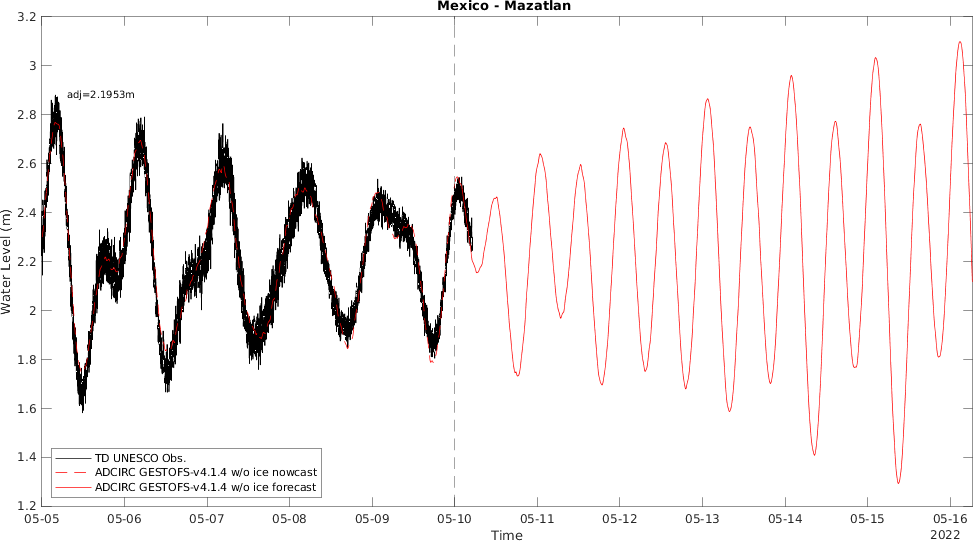 Mexico - Mazatlan
adj=2.1953m
3.2
3
2.8
2.6
2.4
2.2
2
1.8
1.6
1.4
1.2
Water Level (m)
TD UNESCO Obs.
ADCIRC GESTOFS-v4.1.4 w/o ice nowcast
ADCIRC GESTOFS-v4.1.4 w/o ice forecast
05-05 05-06 05-07 05-08 05-09 05-10 05-11 05-12 05-13 05-14 05-15 05-16
Time
2022